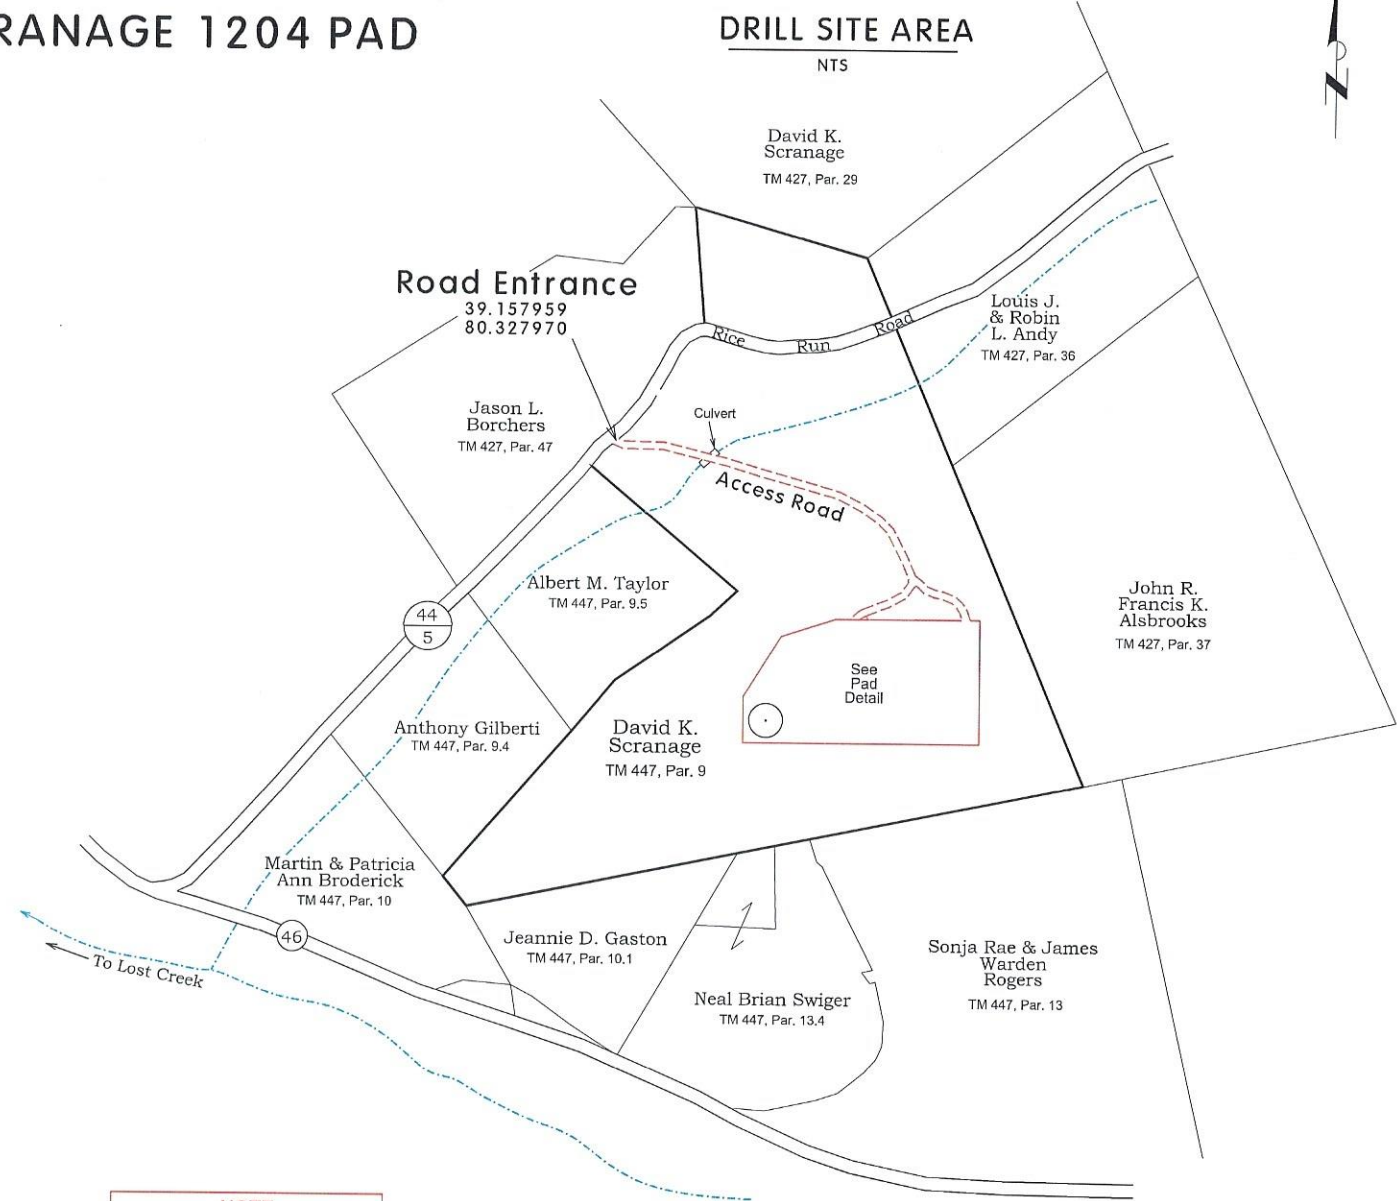 RANAGE 1204 PAD
DRILL SITE AREA
NTS
N
David K.
Scranage
TM 427, Par. 29
Road Entrance
39.157959
80.327970
Rice Run Road
Louis J.
& Robin
L. Andy
TM 427, Par. 36
Jason L.
Borchers
TM 427, Par. 47
Culvert
Access Road
Albert M. Taylor
TM 447, Par. 9.5
John R.
Francis K.
Alsbrooks
TM 427, Par. 37
44
5
See
Pad
Detail
Anthony Gilberti
TM 447, Par. 9.4
David K.
Scranage
TM 447, Par. 9
Martin & Patricia
Ann Broderick
TM 447, Par. 10
46
To Lost Creek
Jeannie D. Gaston
TM 447, Par. 10.1
Neal Brian Swiger
TM 447, Par. 13.4
Sonja Rae & James
Warden
Rogers
TM 447, Par. 13